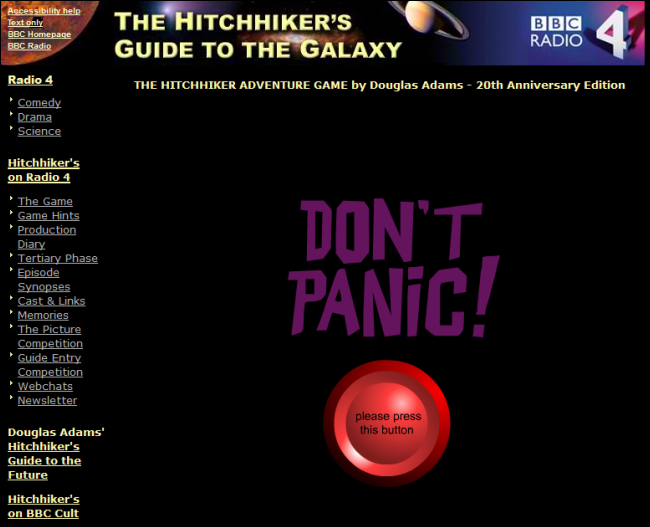 Accessibility help
Text only
BBC Homepage
BBC Radio
THE HITCHHIKER'S
GUIDE TO THE GALAXY
BBC
RADIO
4
Radio 4
Comedy
Drama
Science
Hitchhiker's
on Radio 4
The Game
Game Hints
Production
Diary
Tertiary Phase
Episode
Synopses
Cast & Links
Memories
The Picture
Competition
Guide Entry
Competition
Webchats
Newsletter
Douglas Adams'
Hitchhiker's
Guide to the
Future
Hitchhiker's
on BBC Cult
THE HITCHHIKER ADVENTURE GAME by Douglas Adams - 20th Anniversary Edition
DON'T
PANiC!
please press
this button